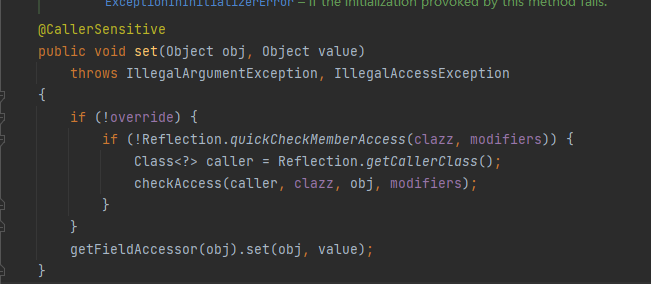 ExceptionInInitializerError – if the initialization provoked by this method fails.
@CallerSensitive
public void set(Object obj, Object value)
    throws IllegalArgumentException, IllegalAccessException
{
    if (!override) {
        if (!Reflection.quickCheckMemberAccess(clazz, modifiers)) {
            Class<?> caller = Reflection.getCallerClass();
            checkAccess(caller, clazz, obj, modifiers);
        }
    }
    getFieldAccessor(obj).set(obj, value);
}